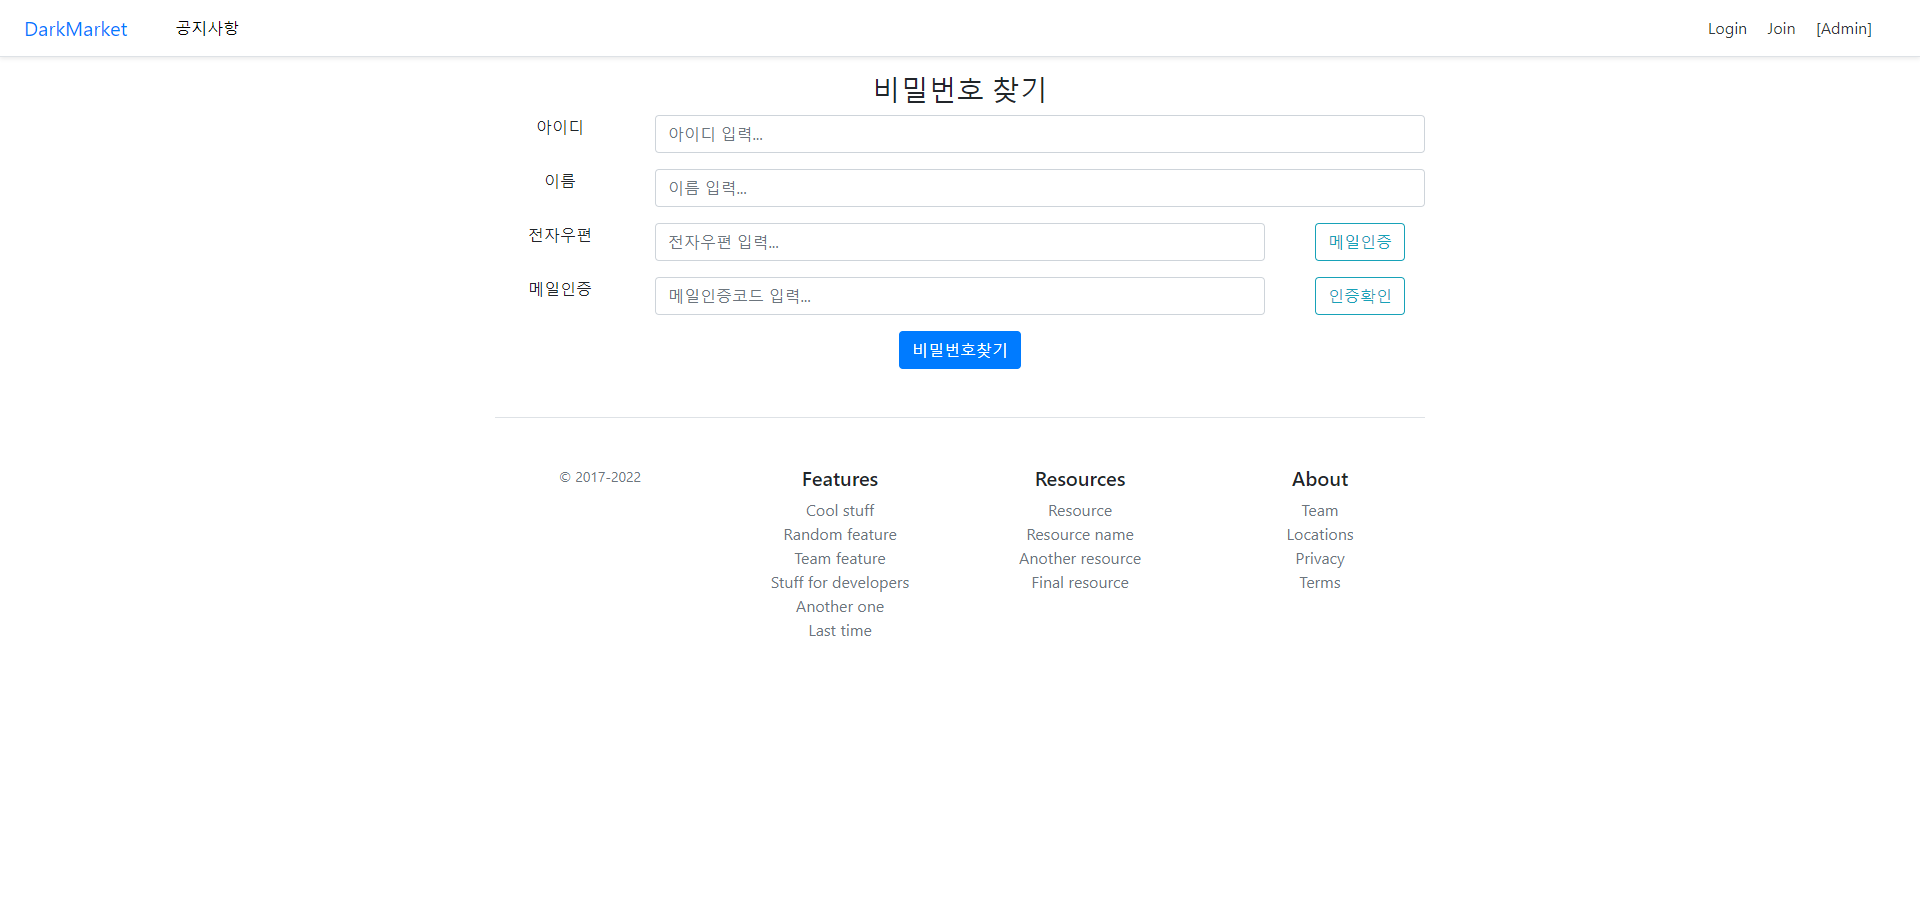 DarkMarket 공지사항 Login Join [Admin]
비밀번호 찾기
아이디 아이디 입력...
이름 이름 입력...
전자우편 전자우편 입력... 메일인증
메일인증 메일인증코드 입력... 인증확인
비밀번호찾기
© 2017-2022
Features
Cool stuff
Random feature
Team feature
Stuff for developers
Another one
Last time
Resources
Resource
Resource name
Another resource
Final resource
About
Team
Locations
Privacy
Terms